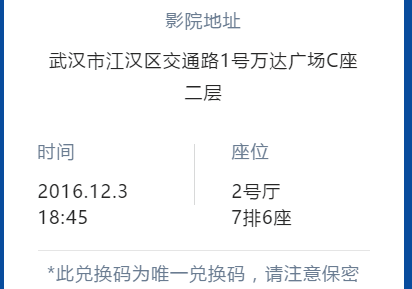 影院地址
武汉市江汉区交通路1号万达广场C座
二层
时间
2016.12.3
18:45
座位
2号厅
7排6座
*此兑换码为唯一兑换码，请注意保密